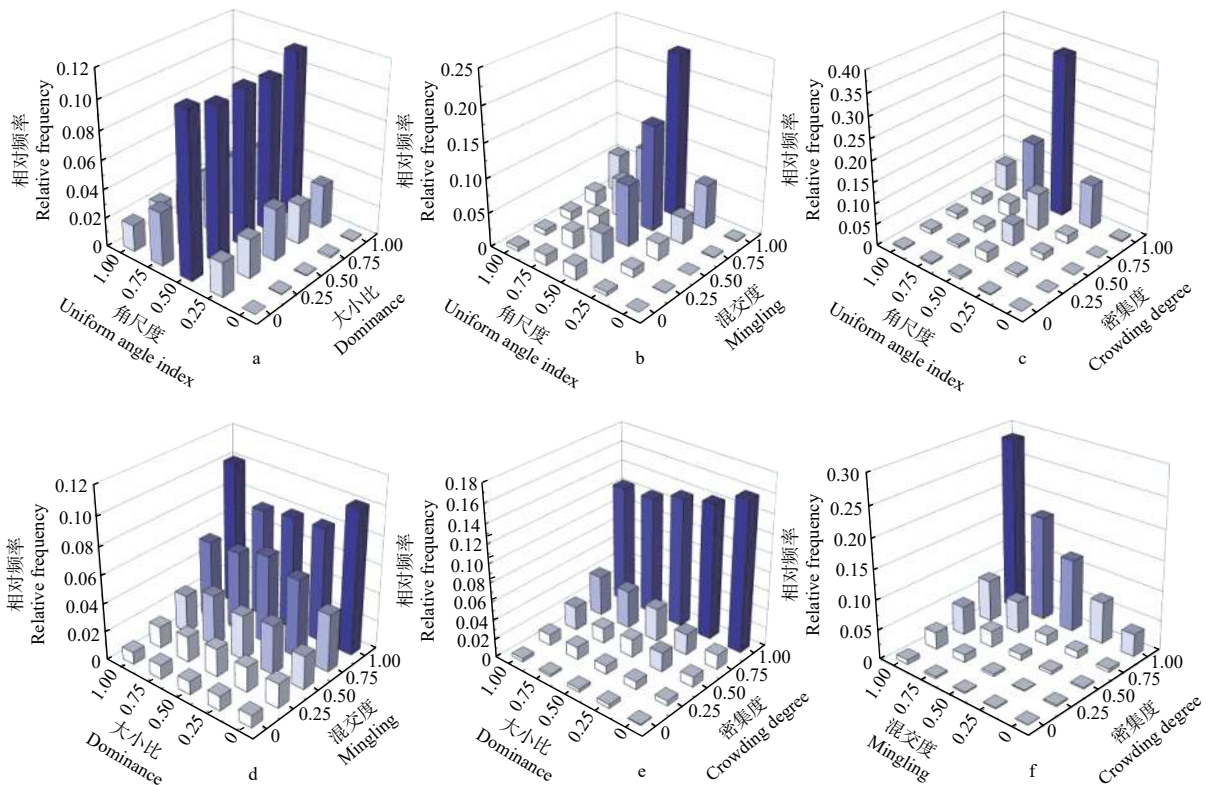 相对频率
Relative frequency
0.12
0.10
0.08
0.06
0.04
0.02
0
1.00
0.75
0.50
0.25
0
角尺度
Uniform angle index
0
0.25
0.50
0.75
1.00
大小比
Dominance
a
相对频率
Relative frequency
0.25
0.20
0.15
0.10
0.05
0
1.00
0.75
0.50
0.25
0
角尺度
Uniform angle index
0
0.25
0.50
0.75
1.00
混交度
Mingling
b
相对频率
Relative frequency
0.40
0.35
0.30
0.25
0.20
0.15
0.10
0.05
0
1.00
0.75
0.50
0.25
0
角尺度
Uniform angle index
0
0.25
0.50
0.75
1.00
密集度
Crowding degree
c
相对频率
Relative frequency
0.12
0.10
0.08
0.06
0.04
0.02
0
1.00
0.75
0.50
0.25
0
大小比
Dominance
0
0.25
0.50
0.75
1.00
混交度
Mingling
d
相对频率
Relative frequency
0.18
0.16
0.14
0.12
0.10
0.08
0.06
0.04
0.02
0
1.00
0.75
0.50
0.25
0
大小比
Dominance
0
0.25
0.50
0.75
1.00
密集度
Crowding degree
e
相对频率
Relative frequency
0.30
0.25
0.20
0.15
0.10
0.05
0
1.00
0.75
0.50
0.25
0
混交度
Mingling
0
0.25
0.50
0.75
1.00
密集度
Crowding degree
f